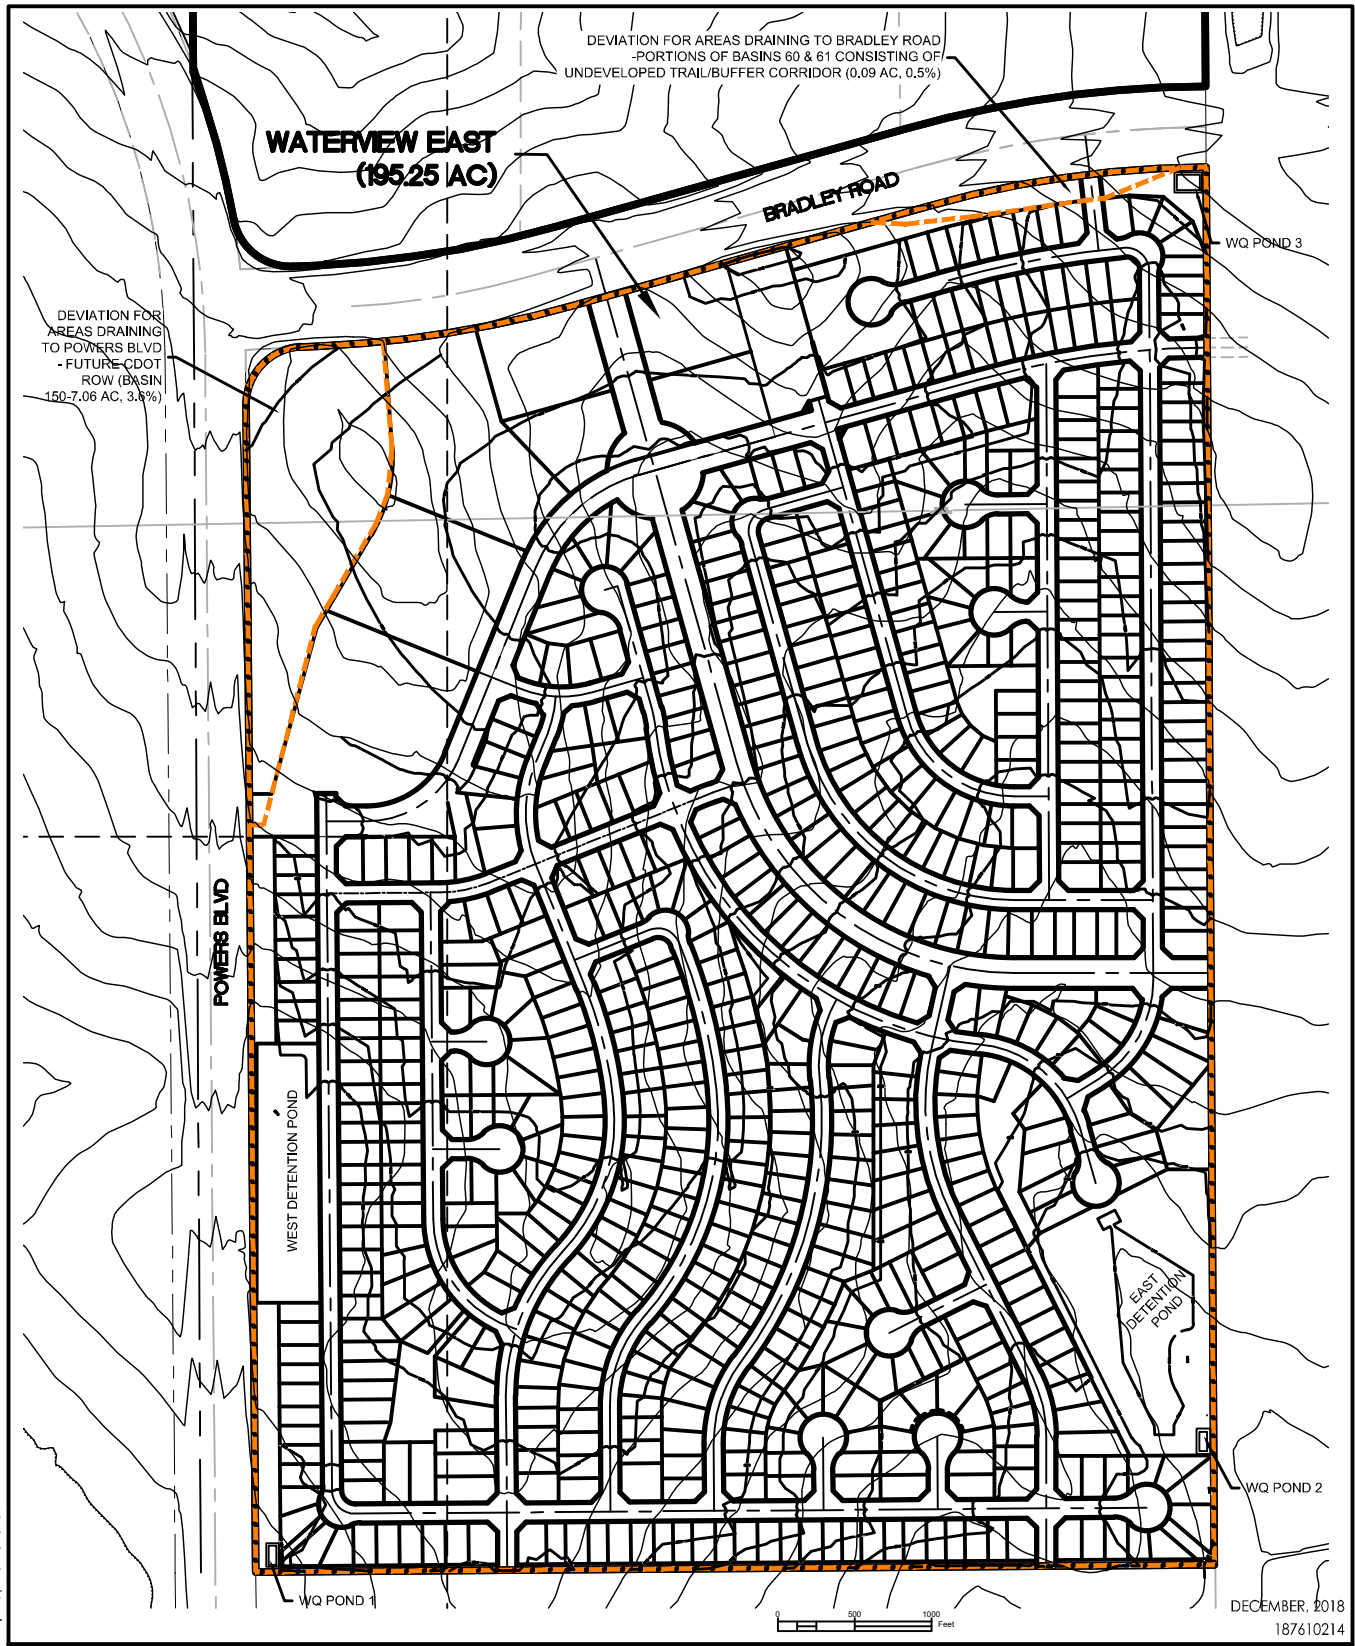 DEVIATION FOR AREAS DRAINING TO BRADLEY ROAD
-PORTIONS OF BASINS 60 & 61 CONSISTING OF
UNDEVELOPED TRAIL/BUFFER CORRIDOR (0.09 AC, 0.5%)
WATERVIEW EAST
(195.25 AC)
BRADLEY ROAD
WQ POND 3
DEVIATION FOR
AREAS DRAINING
TO POWERS BLVD
- FUTURE CDOT
ROW (BASIN
150-7.06 AC, 3.6%)
POWERS BLVD
WEST DETENTION POND
EAST
DETENTION
POND
WQ POND 2
WQ POND 1
0 500 1000
Feet
DECEMBER, 2018
187610214